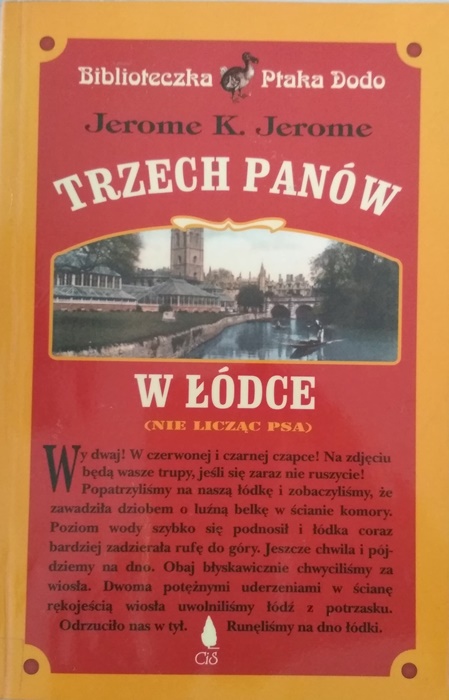 Biblioteczka Ptaka Dodo
Jerome K. Jerome
TRZECH PANÓW
W ŁÓDCE
(NIE LICZĄC PSA)
Wy dwaj! W czerwonej i czarnej czapce! Na zdjęciu
będą wasze trupy, jeśli się zaraz nie ruszycie!
Popatrzyliśmy na naszą łódkę i zobaczyliśmy, że
zawadziła dziobem o luźną belkę w ścianie komory.
Poziom wody szybko się podnosił i łódka coraz
bardziej zadzierała rufę do góry. Jeszcze chwila i pój-
dziemy na dno. Obaj błyskawicznie chwyciliśmy za
wiosła. Dwoma potężnymi uderzeniami w ścianę
rękojeścią wiosła uwolniliśmy łódź z potrzasku.
Odrzuciło nas w tył. Runęliśmy na dno łódki.
CiS